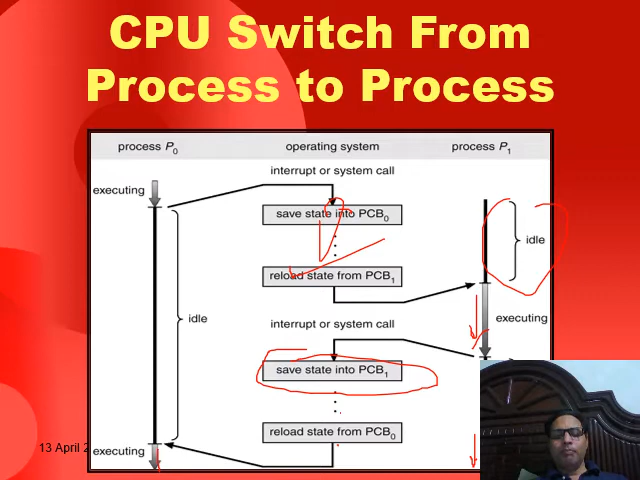 CPU Switch From
Process to Process
process P0 operating system process P1
interrupt or system call
executing
save state into PCB0
idle
reload state from PCB1
idle
interrupt or system call
executing
save state into PCB1
reload state from PCB0
13 April
executing